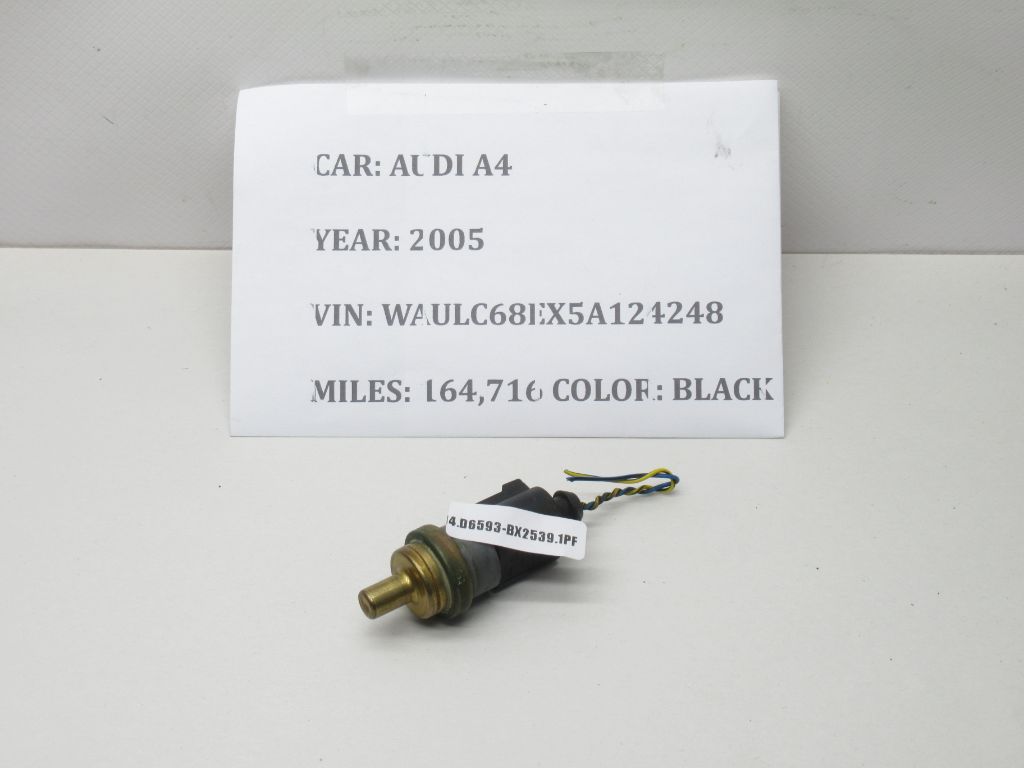 CAR: AUDI A4
YEAR: 2005
VIN: WAULC68EX5A124248
MILES: 164,716 COLOR: BLACK
4.D6593-BX2539.1PF